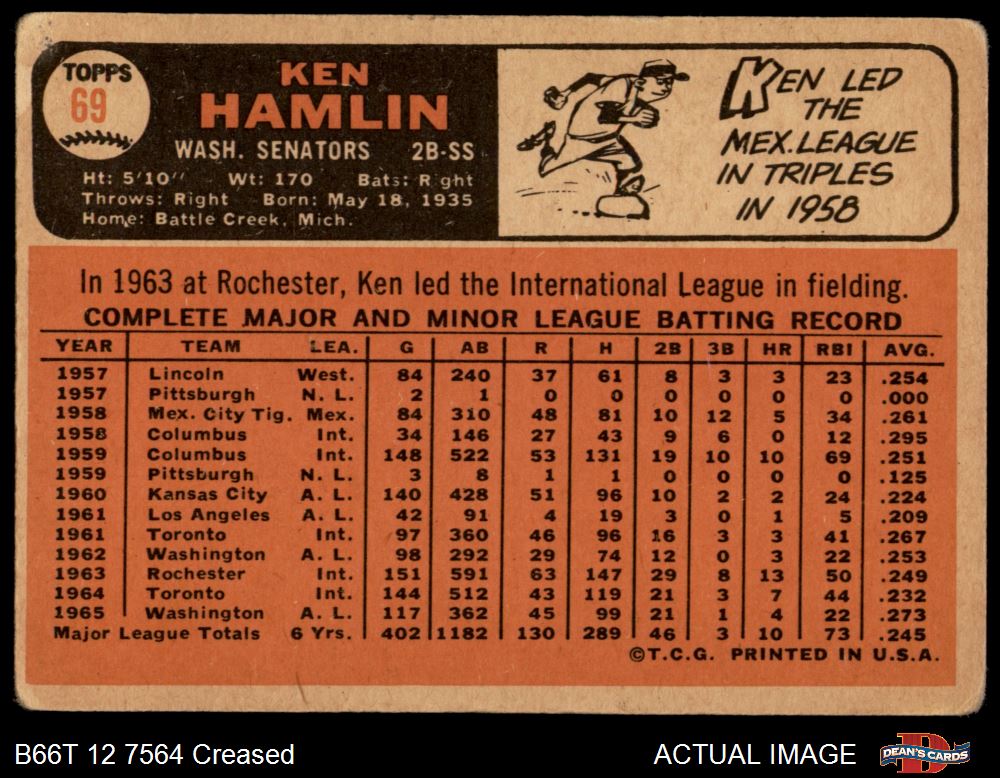 TOPPS
69
KEN
HAMLIN
WASH. SENATORS 2B-SS
Ht: 5'10" Wt: 170 Bats: R ght
Throws: Right Born: May 18, 1935
Home: Battle Creek, Mich.
KEN LED
THE
MEX. LEAGUE
IN TRIPLES
IN 1958
In 1963 at Rochester, Ken led the International League in fielding.
COMPLETE MAJOR AND MINOR LEAGUE BATTING RECORD
YEAR TEAM LEA. G AB R H 2B 3B HR RBI AVG.
1957 Lincoln West. 84 240 37 61 8 3 3 23 .254
1957 Pittsburgh N. L. 2 1 0 0 0 0 0 0 .000
1958 Mex. City Tig. Mex. 84 310 48 81 10 12 5 34 .261
1958 Columbus Int. 34 146 27 43 9 6 0 12 .295
1959 Columbus Int. 148 522 53 131 19 10 10 69 .251
1959 Pittsburgh N. L. 3 8 1 1 0 0 0 0 .125
1960 Kansas City A. L. 140 428 51 96 10 2 2 24 .224
1961 Los Angeles A. L. 42 91 4 19 3 0 1 5 .209
1961 Toronto Int. 97 360 46 96 16 3 3 41 .267
1962 Washington A. L. 98 292 29 74 12 0 3 22 .253
1963 Rochester Int. 151 591 63 147 29 8 13 50 .249
1964 Toronto Int. 144 512 43 119 21 3 7 44 .232
1965 Washington A. L. 117 362 45 99 21 1 4 22 .273
Major League Totals 6 Yrs. 402 1182 130 289 46 3 10 73 .245
©T.C.G. PRINTED IN U.S.A.
B66T 12 7564 Creased
ACTUAL IMAGE
DEAN'S CARDS